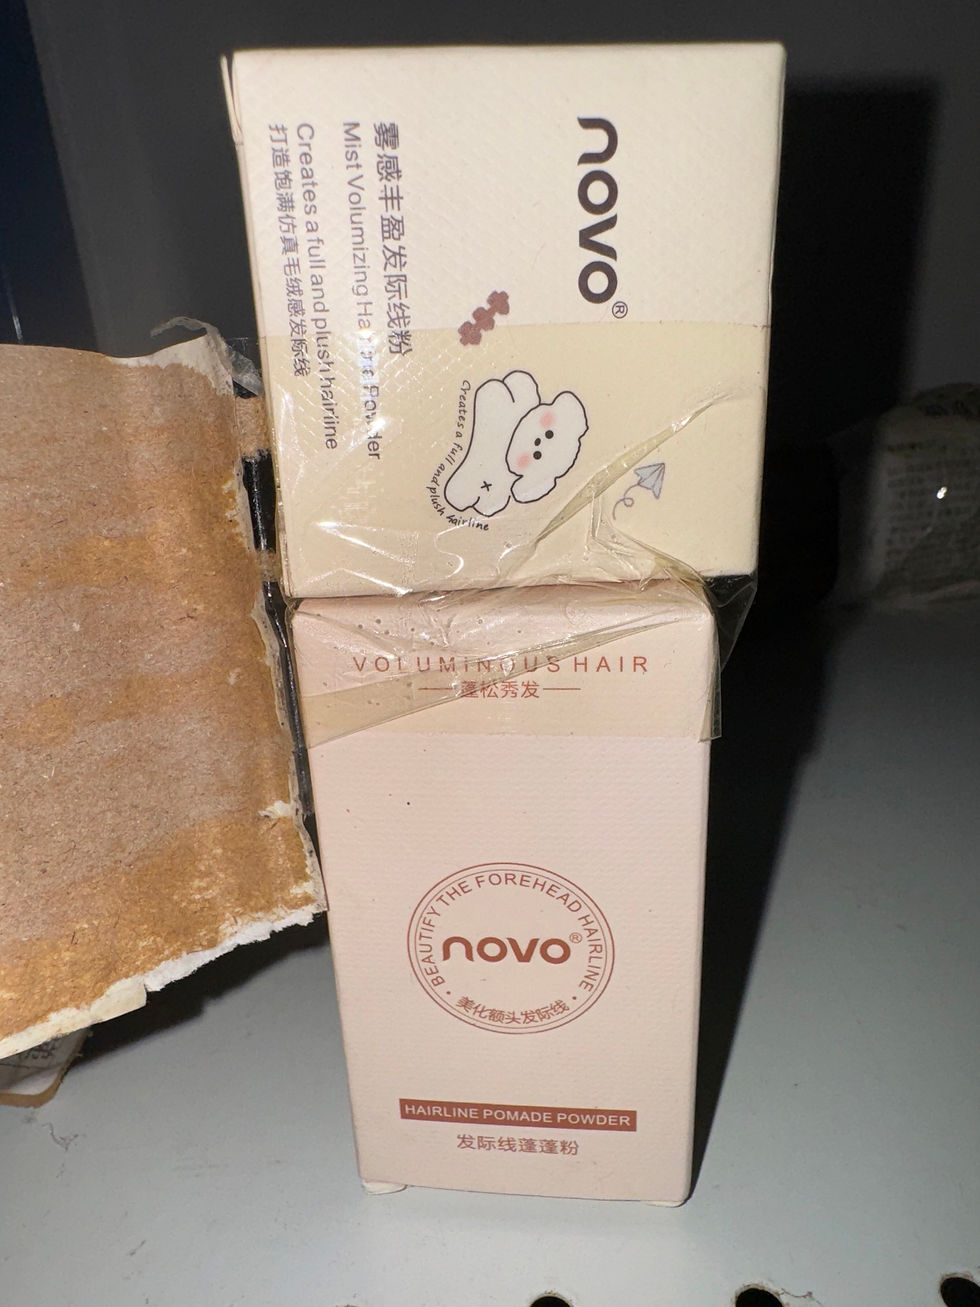 novo®
雾感丰盈发际线粉
Mist Volumizing Hairline Powder
Creates a full and plush hairline
打造饱满仿真毛绒感发际线
Creates a full and plush hairline
VOLUMINOUS HAIR
蓬松秀发
BEAUTIFY THE FOREHEAD HAIRLINE
novo®
美化额头发际线
HAIRLINE POMADE POWDER
发际线蓬蓬粉